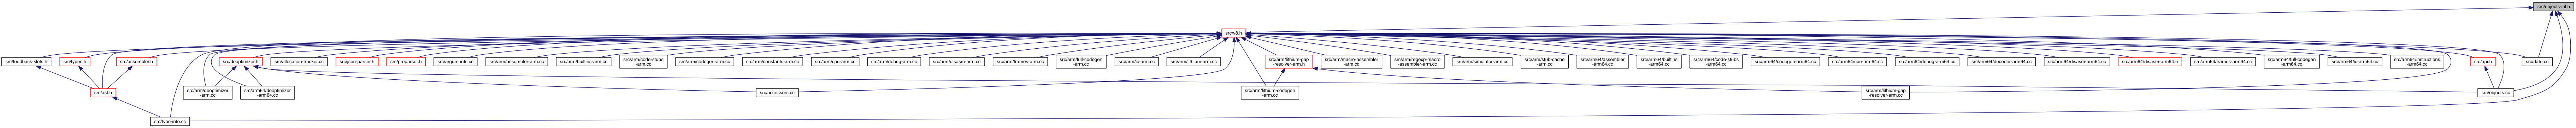 src/objects-inl.h
src/v8.h
src/feedback-slots.h
src/types.h
src/assembler.h
src/deoptimizer.h
src/allocation-tracker.cc
src/json-parser.h
src/preparser.h
src/arguments.cc
src/arm/assembler-arm.cc
src/arm/builtins-arm.cc
src/arm/code-stubs
-arm.cc
src/arm/codegen-arm.cc
src/arm/constants-arm.cc
src/arm/cpu-arm.cc
src/arm/debug-arm.cc
src/arm/disasm-arm.cc
src/arm/frames-arm.cc
src/arm/full-codegen
-arm.cc
src/arm/ic-arm.cc
src/arm/lithium-arm.cc
src/arm/lithium-gap
-resolver-arm.h
src/arm/macro-assembler
-arm.cc
src/arm/regexp-macro
-assembler-arm.cc
src/arm/simulator-arm.cc
src/arm/stub-cache
-arm.cc
src/arm64/assembler
-arm64.cc
src/arm64/builtins
-arm64.cc
src/arm64/code-stubs
-arm64.cc
src/arm64/codegen-arm64.cc
src/arm64/cpu-arm64.cc
src/arm64/debug-arm64.cc
src/arm64/decoder-arm64.cc
src/arm64/disasm-arm64.cc
src/arm64/disasm-arm64.h
src/arm64/frames-arm64.cc
src/arm64/full-codegen
-arm64.cc
src/arm64/ic-arm64.cc
src/arm64/instructions
-arm64.cc
src/api.h
src/date.cc
src/ast.h
src/arm/deoptimizer
-arm.cc
src/arm64/deoptimizer
-arm64.cc
src/accessors.cc
src/arm/lithium-codegen
-arm.cc
src/arm/lithium-gap
-resolver-arm.cc
src/objects.cc
src/type-info.cc